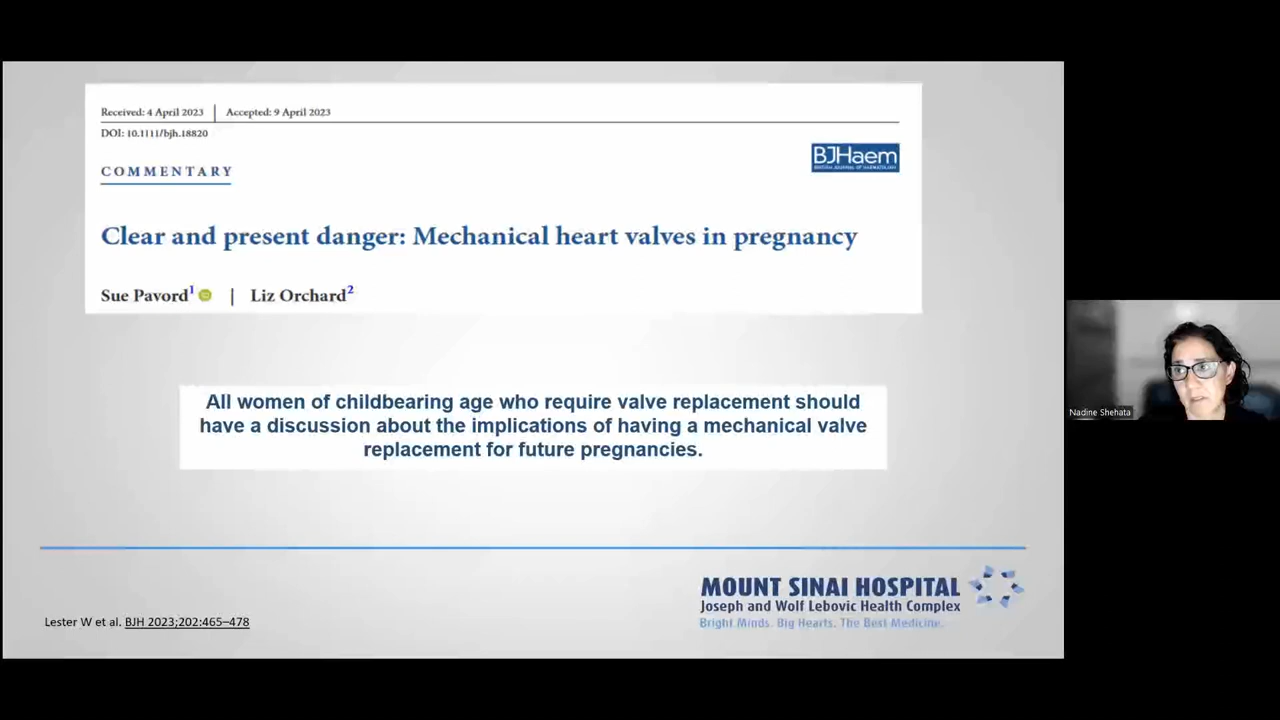 Received: 4 April 2023 | Accepted: 9 April 2023
DOI: 10.1111/bjh.18820
COMMENTARY
BJHaem
BRITISH JOURNAL OF HAEMATOLOGY
Clear and present danger: Mechanical heart valves in pregnancy
Sue Pavord1 | Liz Orchard2
All women of childbearing age who require valve replacement should
have a discussion about the implications of having a mechanical valve
replacement for future pregnancies.
Nadine Shehata
MOUNT SINAI HOSPITAL
Joseph and Wolf Lebovic Health Complex
Bright Minds. Big Hearts. The Best Medicine.
Lester W et al. BJH 2023;202:465–478